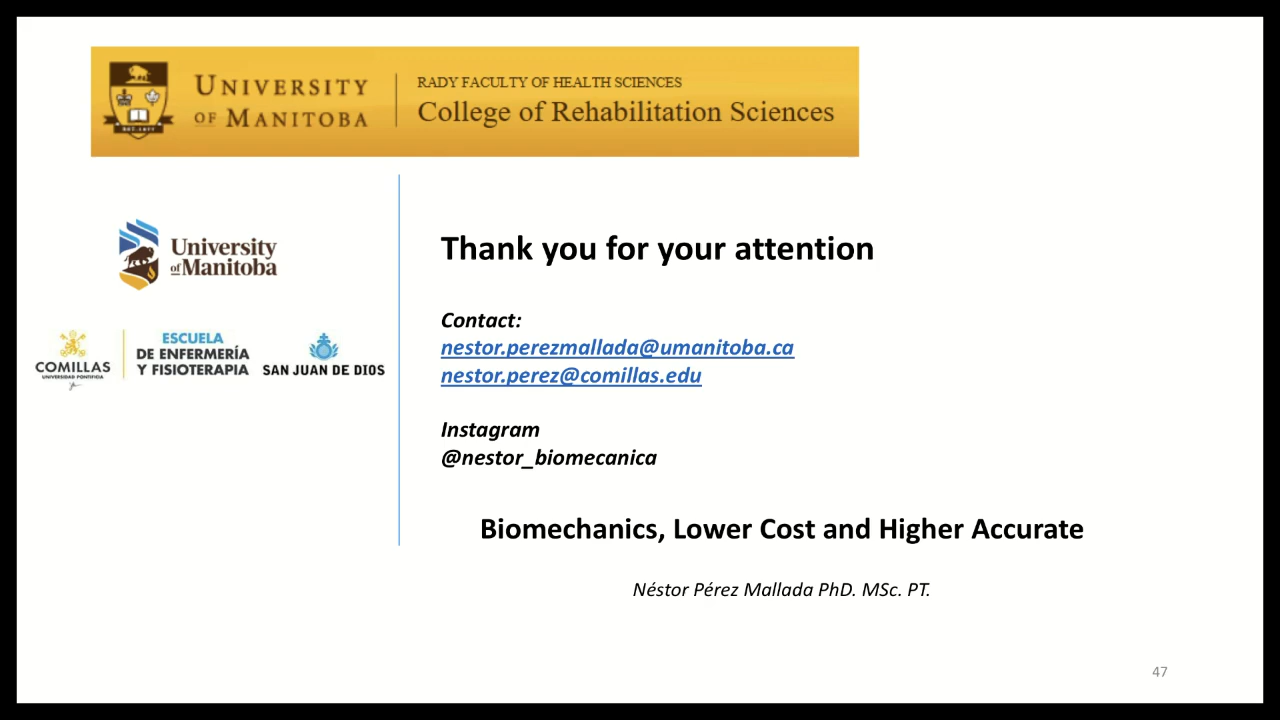 UNIVERSITY
OF MANITOBA
RADY FACULTY OF HEALTH SCIENCES
College of Rehabilitation Sciences
EST. 1877
University
of Manitoba
COMILLAS
UNIVERSIDAD PONTIFICIA
ESCUELA
DE ENFERMERÍA
Y FISIOTERAPIA
SAN JUAN DE DIOS
Thank you for your attention
Contact:
nestor.perezmallada@umanitoba.ca
nestor.perez@comillas.edu
Instagram
@nestor_biomecanica
Biomechanics, Lower Cost and Higher Accurate
Néstor Pérez Mallada PhD. MSc. PT.
47